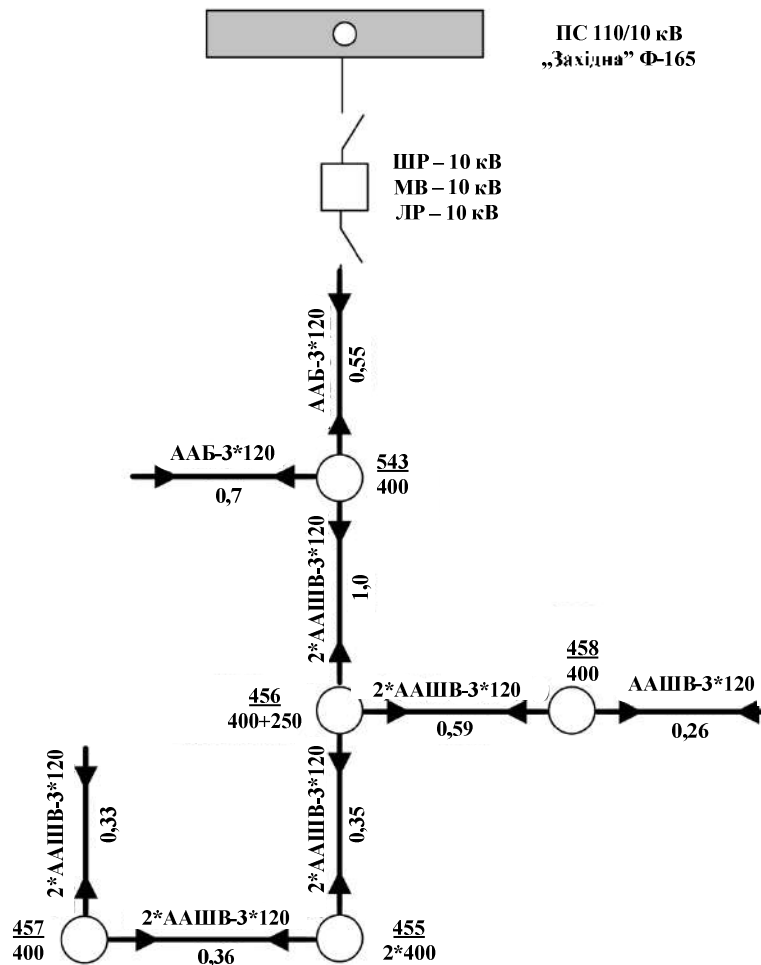 ПС 110/10 кВ
„Західна” Ф-165
ШР – 10 кВ
МВ – 10 кВ
ЛР – 10 кВ
ААБ-3*120
0,55
ААБ-3*120
0,7
543
400
2*ААШВ-3*120
1,0
456
400+250
2*ААШВ-3*120
0,59
458
400
ААШВ-3*120
0,26
2*ААШВ-3*120
0,35
2*ААШВ-3*120
0,33
457
400
2*ААШВ-3*120
0,36
455
2*400